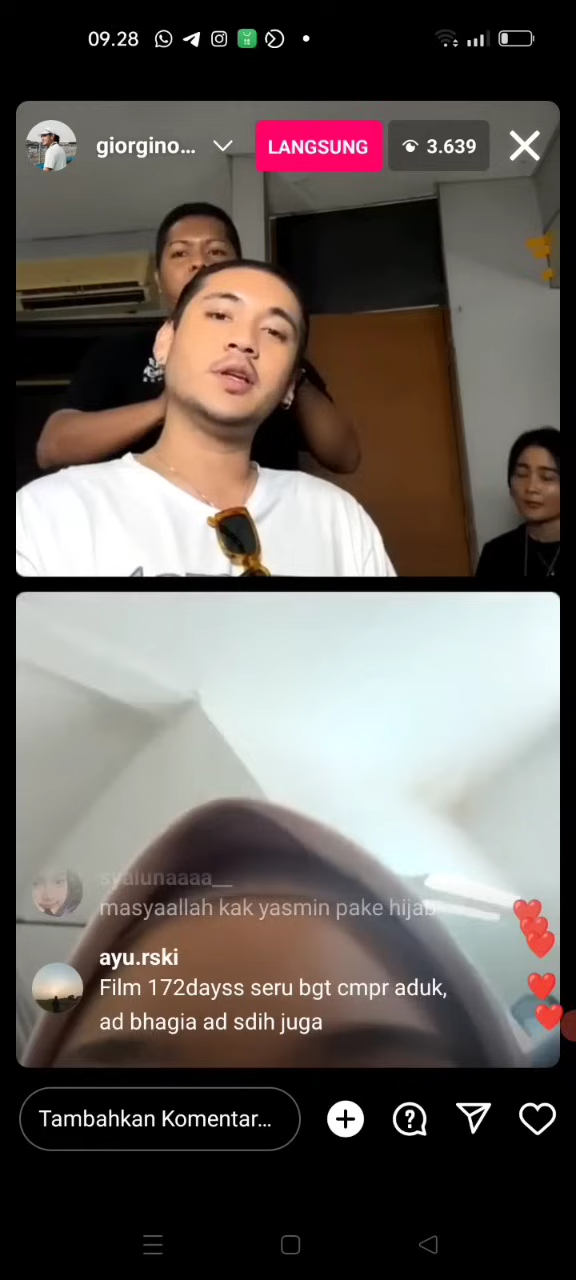 09.28
giorgino...
LANGSUNG
3.639
syalunaaaa__
masyaallah kak yasmin pake hijab
ayu.rski
Film 172dayss seru bgt cmpr aduk,
ad bhagia ad sdih juga
Tambahkan Komentar...